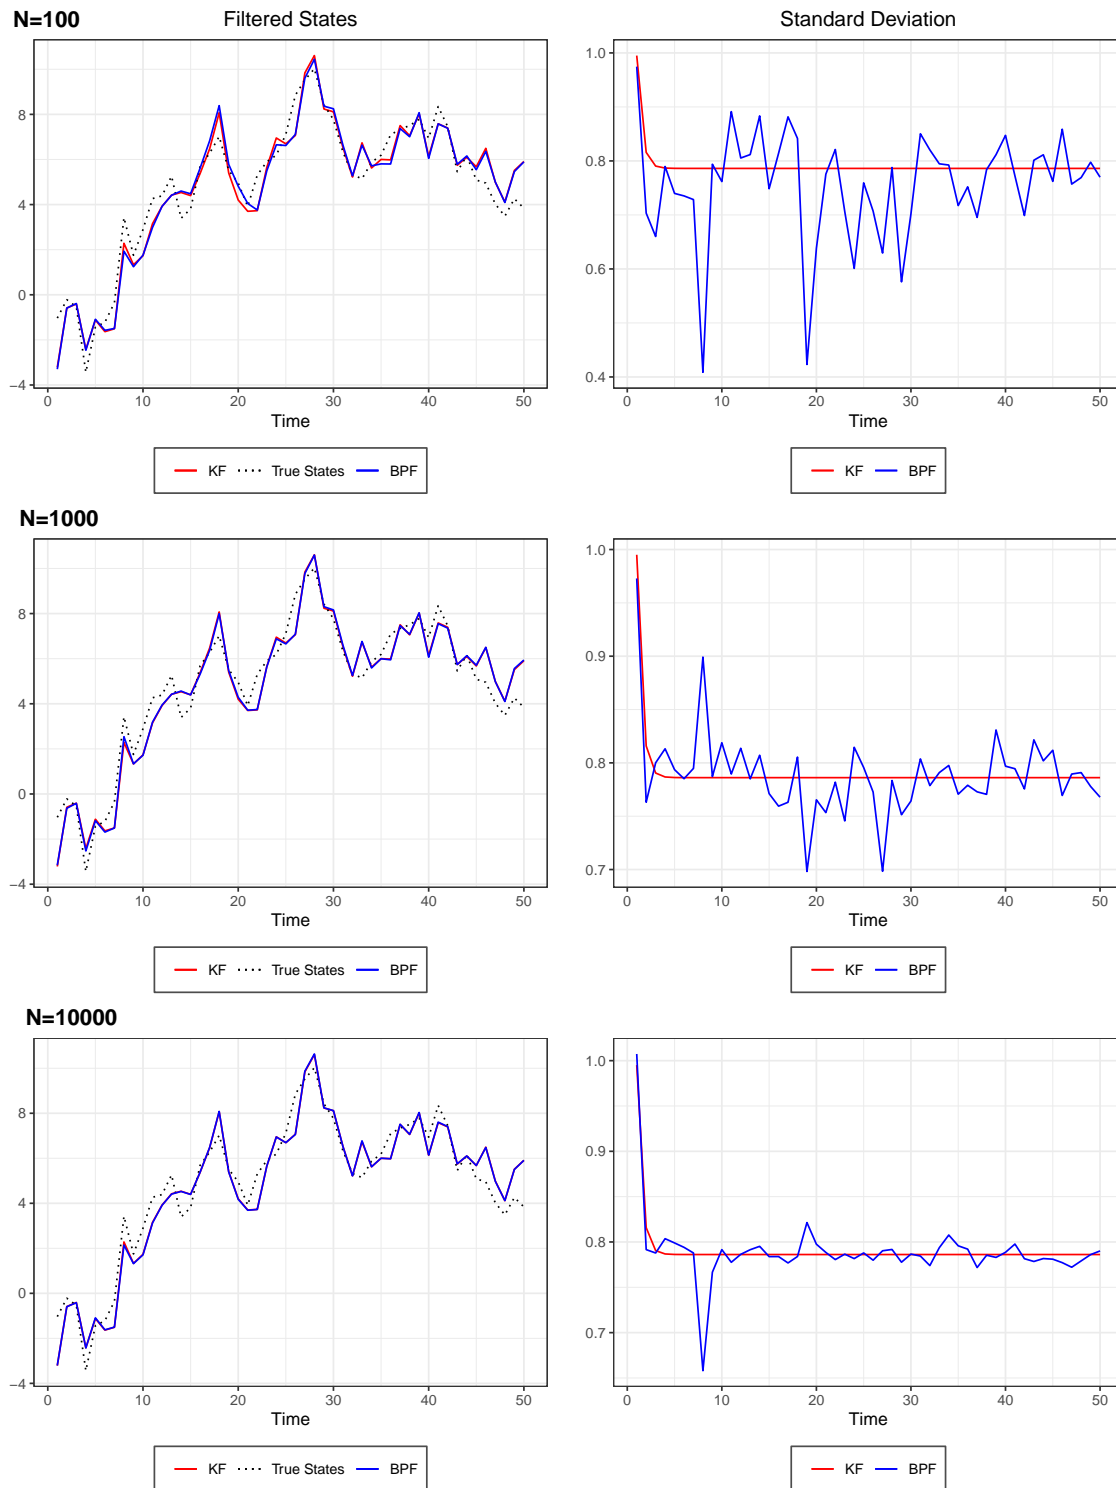 N=100 Filtered States Standard Deviation
8
4
0
−4
0 10 20 30 40 50
Time
KF True States BPF
1.0
0.8
0.6
0.4
0 10 20 30 40 50
Time
KF BPF
N=1000
8
4
0
−4
0 10 20 30 40 50
Time
KF True States BPF
1.0
0.9
0.8
0.7
0 10 20 30 40 50
Time
KF BPF
N=10000
8
4
0
−4
0 10 20 30 40 50
Time
KF True States BPF
1.0
0.9
0.8
0.7
0 10 20 30 40 50
Time
KF BPF